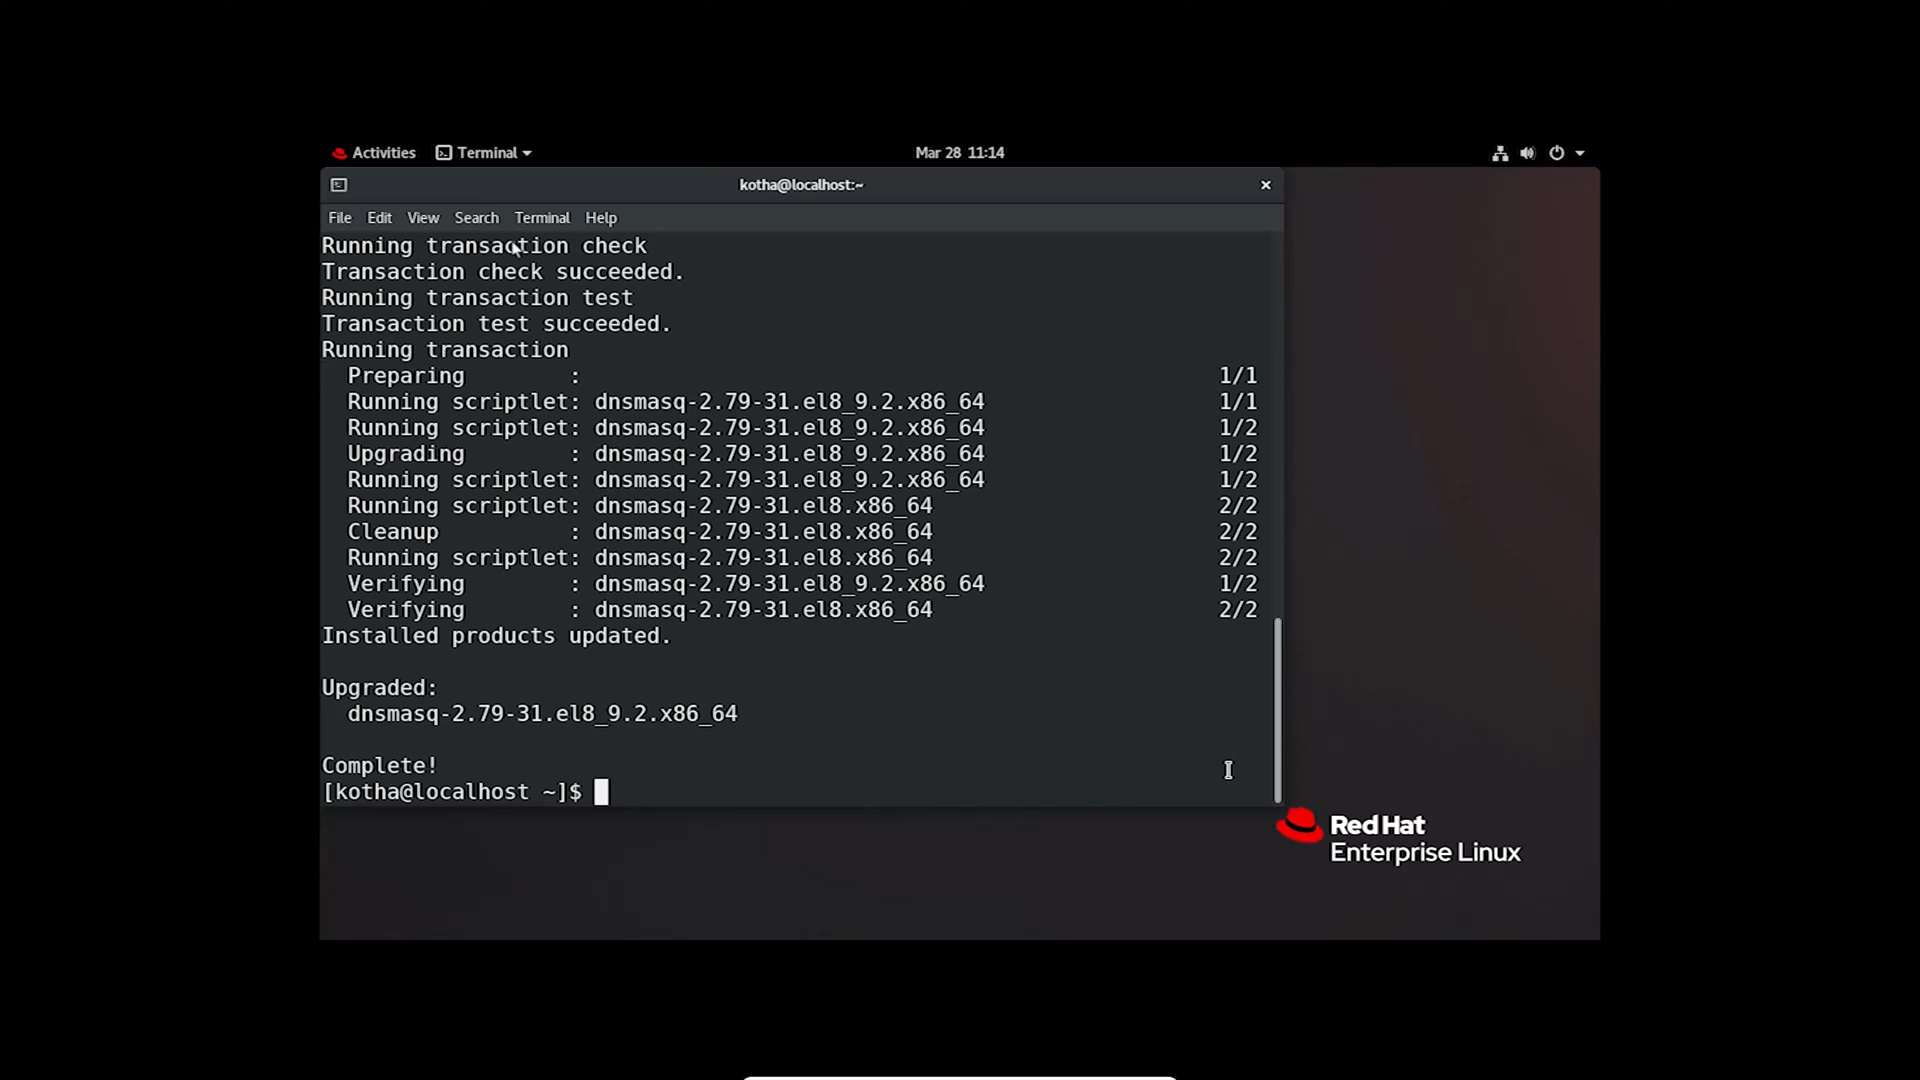 Activities Terminal Mar 28 11:14
kotha@localhost:~
File Edit View Search Terminal Help
Running transaction check
Transaction check succeeded.
Running transaction test
Transaction test succeeded.
Running transaction
  Preparing        :                                                 1/1
  Running scriptlet: dnsmasq-2.79-31.el8_9.2.x86_64                  1/1
  Running scriptlet: dnsmasq-2.79-31.el8_9.2.x86_64                  1/2
  Upgrading        : dnsmasq-2.79-31.el8_9.2.x86_64                  1/2
  Running scriptlet: dnsmasq-2.79-31.el8_9.2.x86_64                  1/2
  Running scriptlet: dnsmasq-2.79-31.el8.x86_64                      2/2
  Cleanup          : dnsmasq-2.79-31.el8.x86_64                      2/2
  Running scriptlet: dnsmasq-2.79-31.el8.x86_64                      2/2
  Verifying        : dnsmasq-2.79-31.el8_9.2.x86_64                  1/2
  Verifying        : dnsmasq-2.79-31.el8.x86_64                      2/2
Installed products updated.
Upgraded:
  dnsmasq-2.79-31.el8_9.2.x86_64
Complete!
[kotha@localhost ~]$
Red Hat
Enterprise Linux